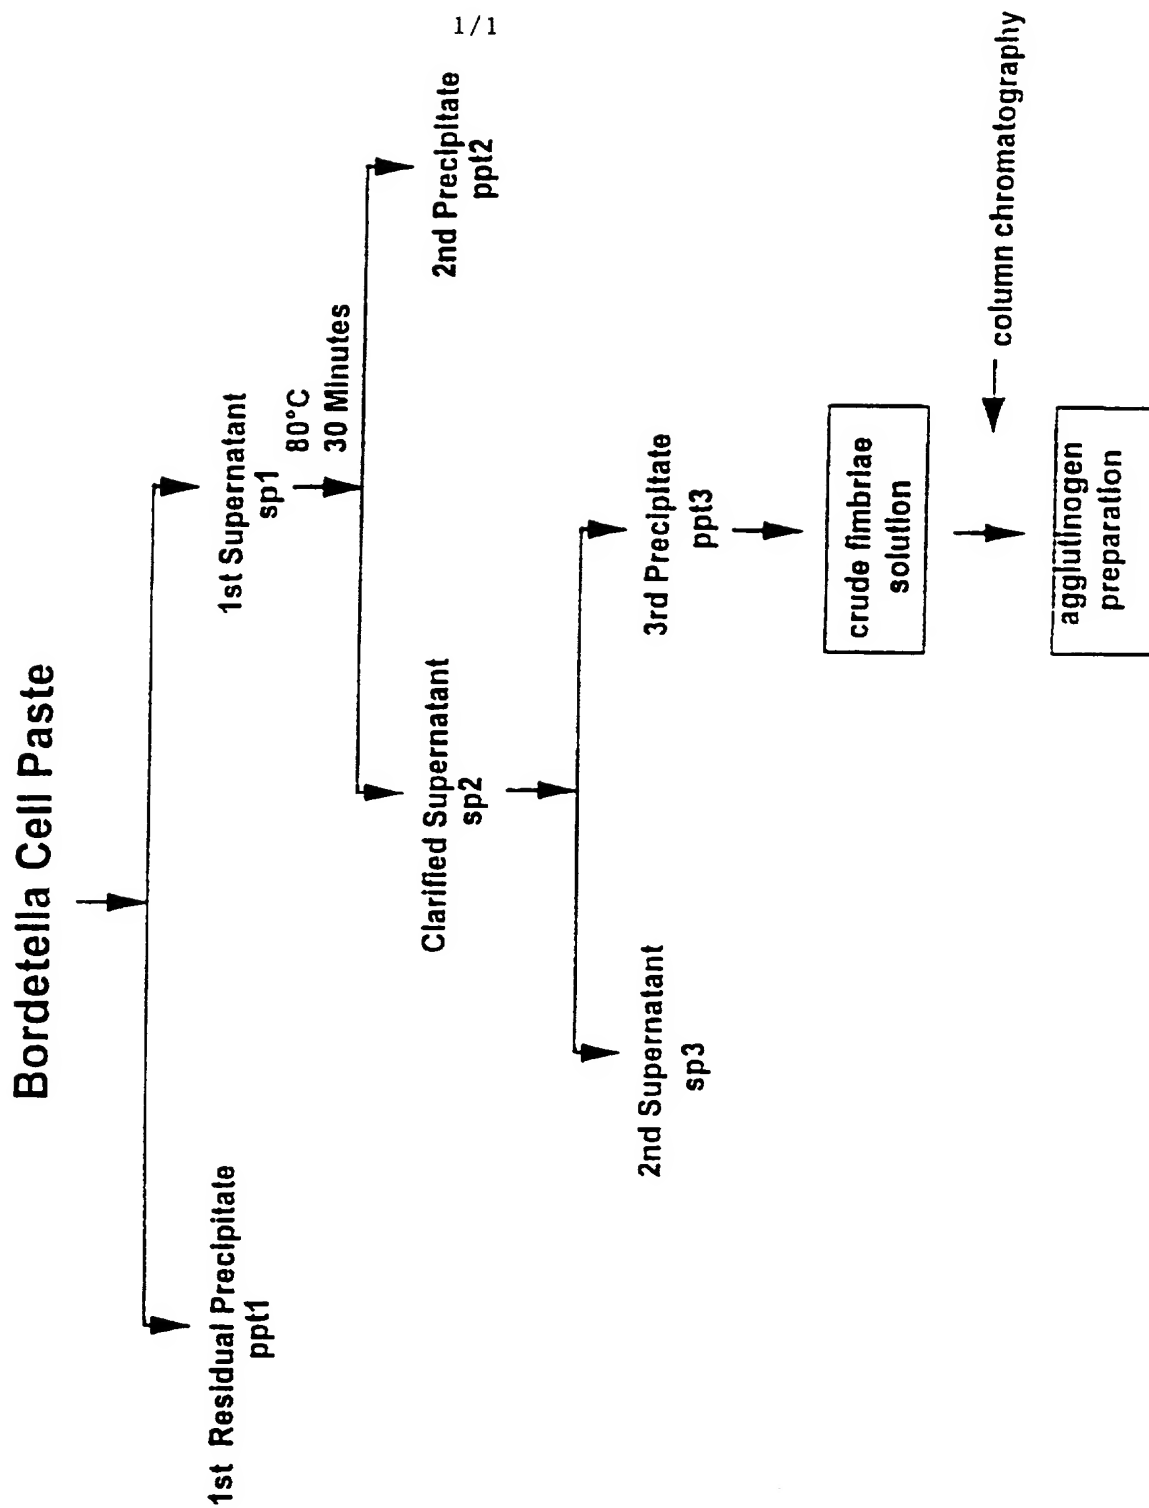 1/1
Bordetella Cell Paste
1st Residual Precipitate
ppt1
1st Supernatant
sp1
80°C
30 Minutes
Clarified Supernatant
sp2
2nd Precipitate
ppt2
2nd Supernatant
sp3
3rd Precipitate
ppt3
crude fimbriae
solution
column chromatography
agglutinogen
preparation